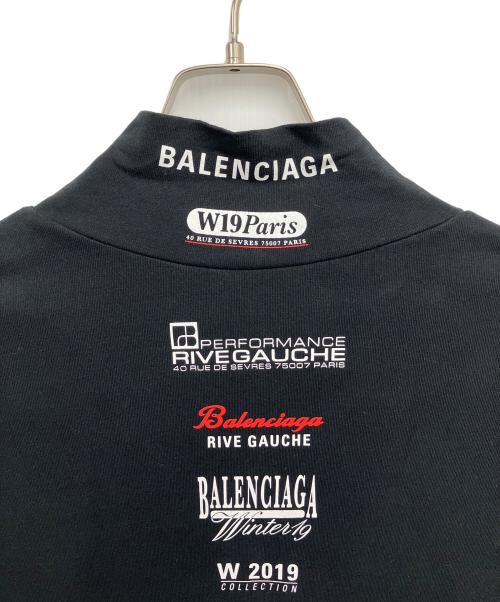 BALENCIAGA
W19Paris
40 RUE DE SEVRES 75007 PARIS
PERFORMANCE
RIVEGAUCHE
40 RUE DE SEVRES 75007 PARIS
Balenciaga
RIVE GAUCHE
BALENCIAGA
Winter19
W 2019
COLLECTION